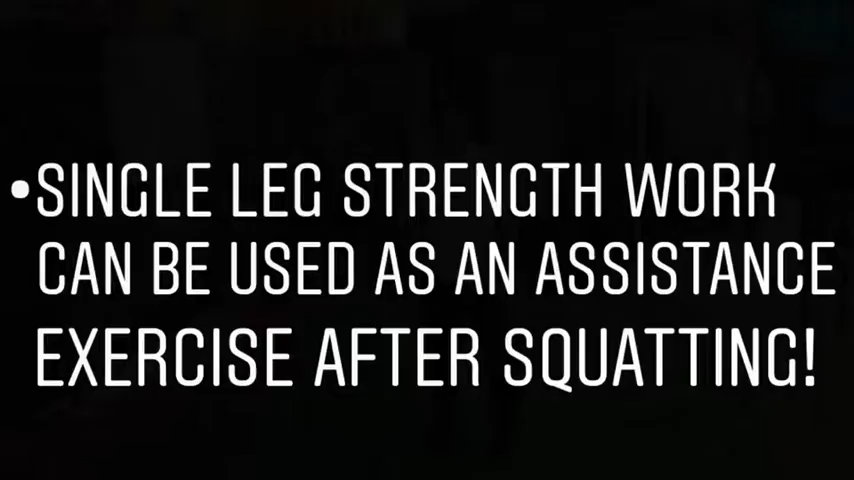 •SINGLE LEG STRENGTH WORK
CAN BE USED AS AN ASSISTANCE
EXERCISE AFTER SQUATTING!